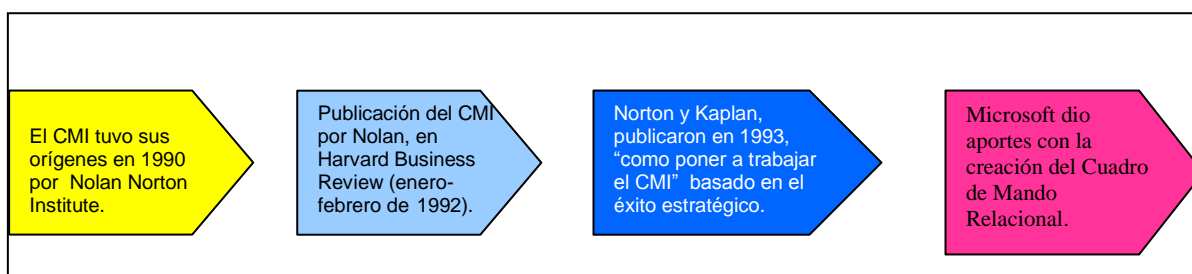 El CMI tuvo sus
orígenes en 1990
por Nolan Norton
Institute.
Publicación del CMI
por Nolan, en
Harvard Business
Review (enero-
febrero de 1992).
Norton y Kaplan,
publicaron en 1993,
“como poner a trabajar
el CMI” basado en el
éxito estratégico.
Microsoft dio
aportes con la
creación del Cuadro
de Mando
Relacional.